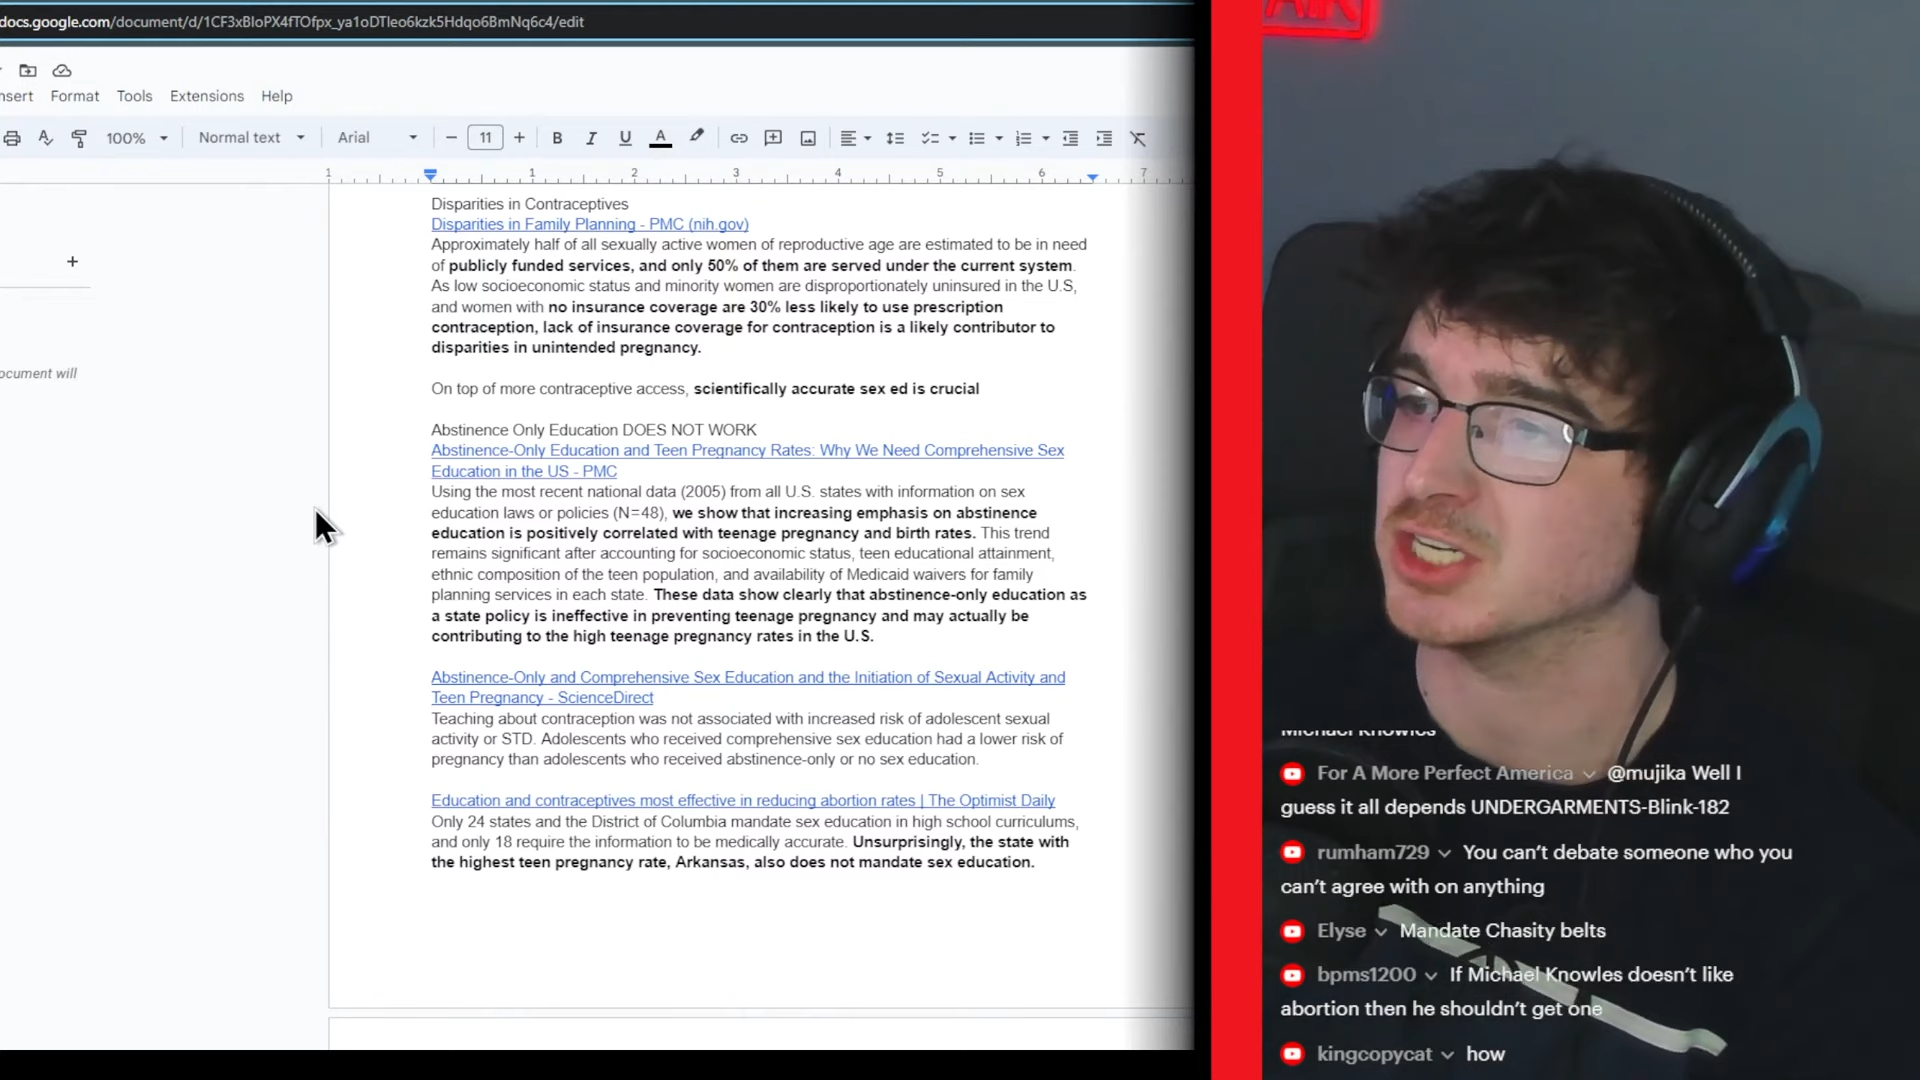 docs.google.com/document/d/1CF3xBloPX4fTOfpx_ya1oDTleo6kzk5Hdqo6BmNq6c4/edit
nsert Format Tools Extensions Help
100% Normal text Arial 11
1 1 2 3 4 5 6 7
Disparities in Contraceptives
Disparities in Family Planning - PMC (nih.gov)
Approximately half of all sexually active women of reproductive age are estimated to be in need
of publicly funded services, and only 50% of them are served under the current system.
As low socioeconomic status and minority women are disproportionately uninsured in the U.S,
and women with no insurance coverage are 30% less likely to use prescription
contraception, lack of insurance coverage for contraception is a likely contributor to
disparities in unintended pregnancy.
ocument will
On top of more contraceptive access, scientifically accurate sex ed is crucial
Abstinence Only Education DOES NOT WORK
Abstinence-Only Education and Teen Pregnancy Rates: Why We Need Comprehensive Sex
Education in the US - PMC
Using the most recent national data (2005) from all U.S. states with information on sex
education laws or policies (N=48), we show that increasing emphasis on abstinence
education is positively correlated with teenage pregnancy and birth rates. This trend
remains significant after accounting for socioeconomic status, teen educational attainment,
ethnic composition of the teen population, and availability of Medicaid waivers for family
planning services in each state. These data show clearly that abstinence-only education as
a state policy is ineffective in preventing teenage pregnancy and may actually be
contributing to the high teenage pregnancy rates in the U.S.
Abstinence-Only and Comprehensive Sex Education and the Initiation of Sexual Activity and
Teen Pregnancy - ScienceDirect
Teaching about contraception was not associated with increased risk of adolescent sexual
activity or STD. Adolescents who received comprehensive sex education had a lower risk of
pregnancy than adolescents who received abstinence-only or no sex education.
Education and contraceptives most effective in reducing abortion rates | The Optimist Daily
Only 24 states and the District of Columbia mandate sex education in high school curriculums,
and only 18 require the information to be medically accurate. Unsurprisingly, the state with
the highest teen pregnancy rate, Arkansas, also does not mandate sex education.
AIR
Michael Knowles
For A More Perfect America @mujika Well I
guess it all depends UNDERGARMENTS-Blink-182
rumham729 You can't debate someone who you
can't agree with on anything
Elyse Mandate Chasity belts
bpms1200 If Michael Knowles doesn't like
abortion then he shouldn't get one
kingcopycat how